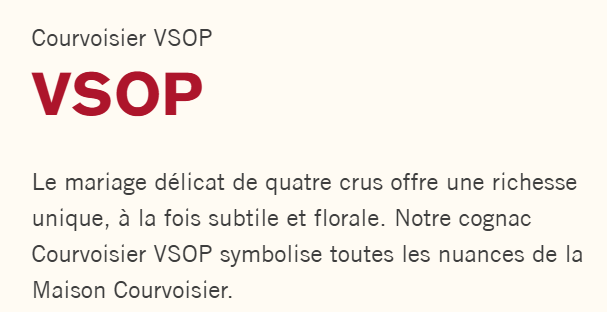 Courvoisier VSOP
VSOP
Le mariage délicat de quatre crus offre une richesse
unique, à la fois subtile et florale. Notre cognac
Courvoisier VSOP symbolise toutes les nuances de la
Maison Courvoisier.